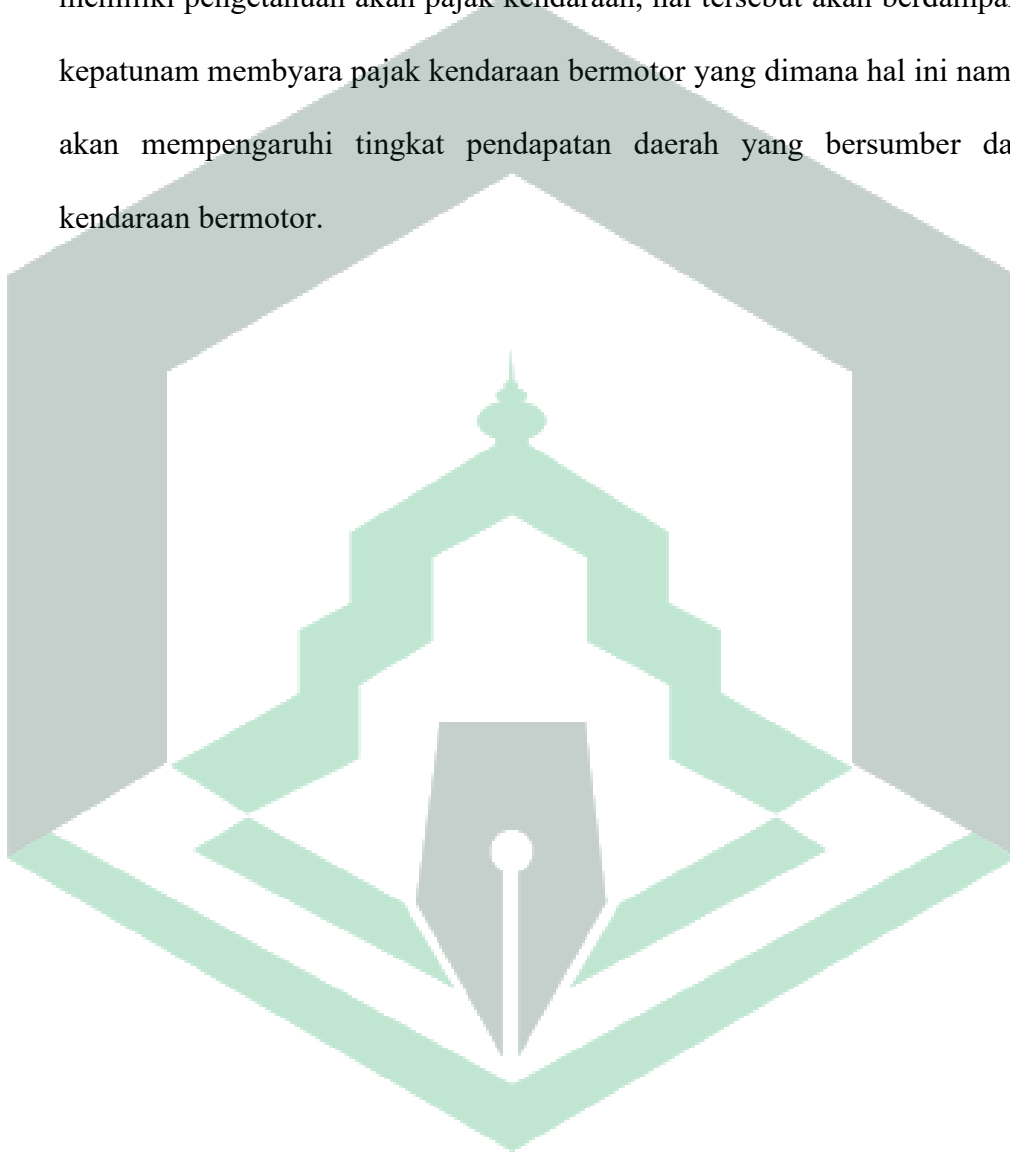 memiliki pengetahuan akan pajak kendaraan, hal tersebut akan berdampak
kepatunam membyara pajak kendaraan bermotor yang dimana hal ini nam
akan mempengaruhi tingkat pendapatan daerah yang bersumber da
kendaraan bermotor.